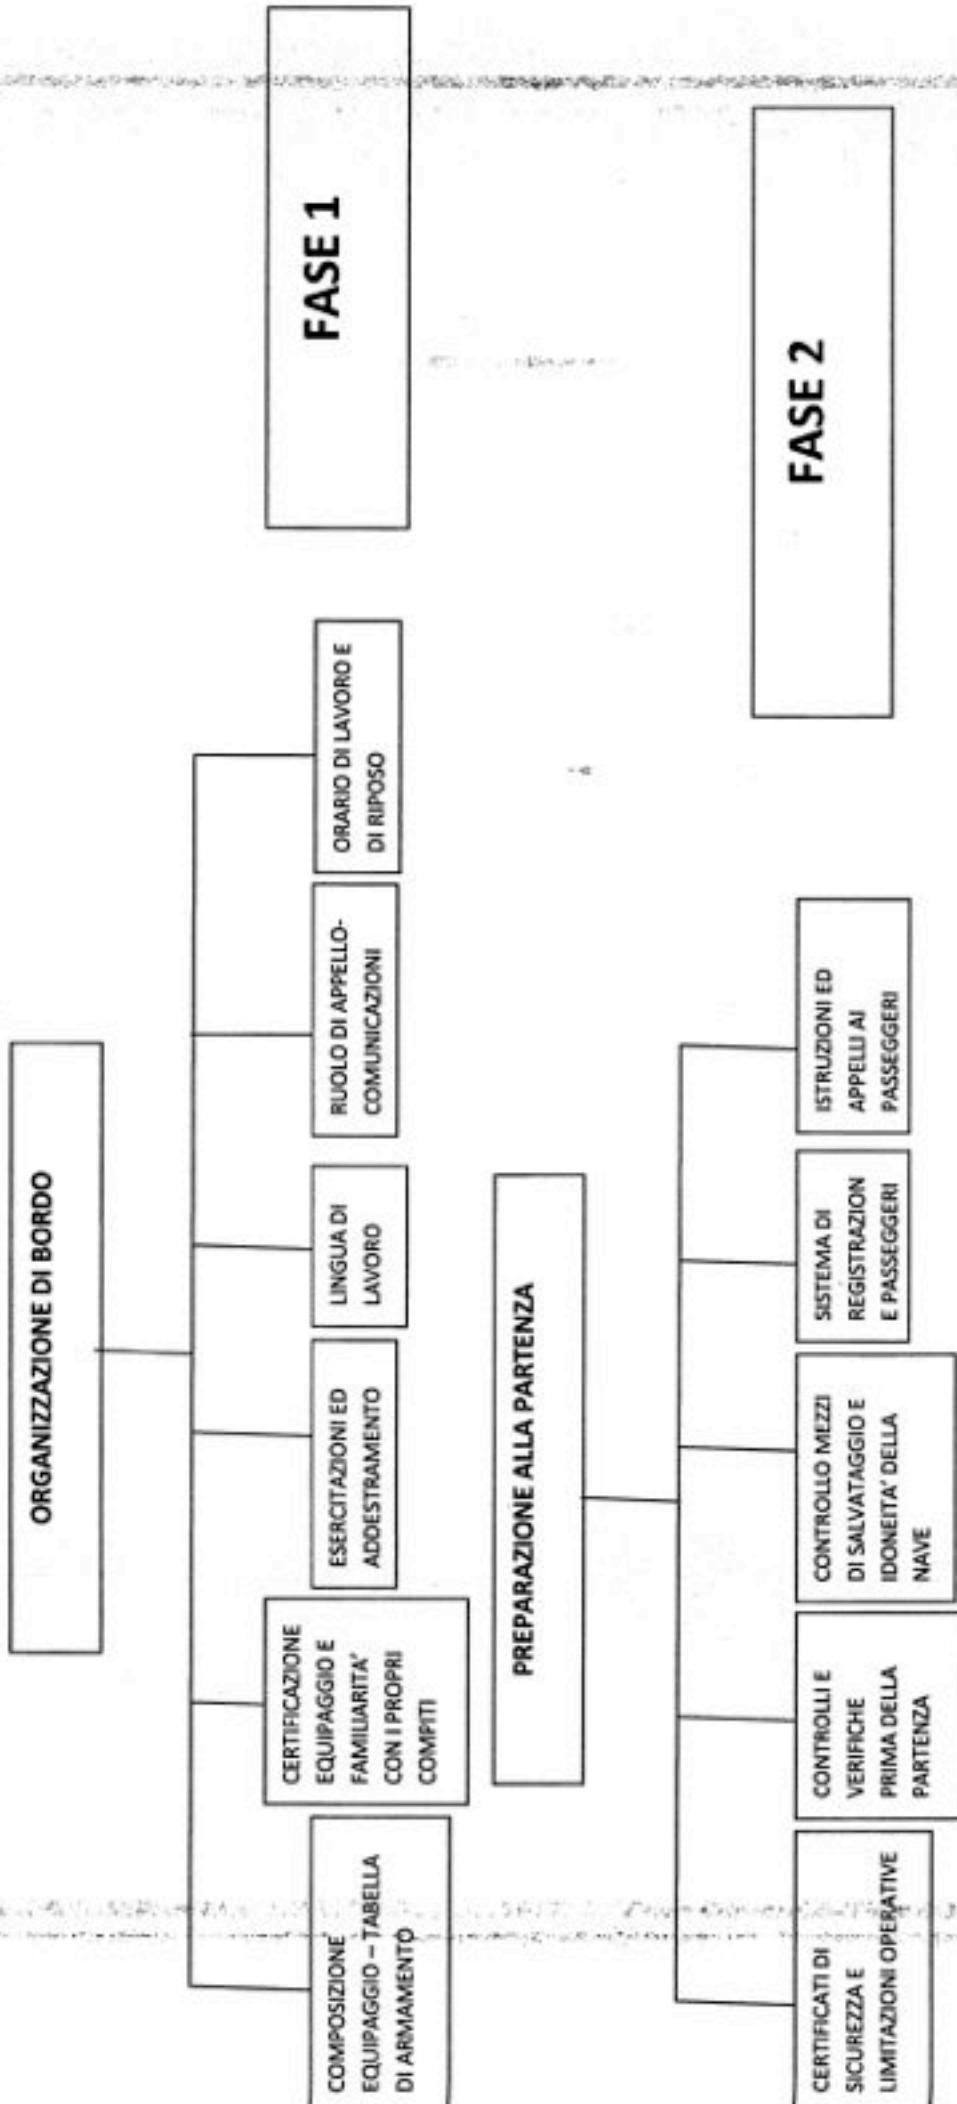 ORGANIZZAZIONE DI BORDO
FASE 1
COMPOSIZIONE
EQUIPAGGIO – TABELLA
DI ARMAMENTO
CERTIFICAZIONE
EQUIPAGGIO E
FAMILIARITA'
CON I PROPRI
COMPITI
ESERCITAZIONI ED
ADDESTRAMENTO
LINGUA DI
LAVORO
RUOLO DI APPELLO-
COMUNICAZIONI
ORARIO DI LAVORO E
DI RIPOSO
PREPARAZIONE ALLA PARTENZA
FASE 2
CERTIFICATI DI
SICUREZZA E
LIMITAZIONI OPERATIVE
CONTROLLI E
VERIFICHE
PRIMA DELLA
PARTENZA
CONTROLLO MEZZI
DI SALVATAGGIO E
IDONEITA' DELLA
NAVE
SISTEMA DI
REGISTRAZION
E PASSEGGERI
ISTRUZIONI ED
APPELLI AI
PASSEGGERI